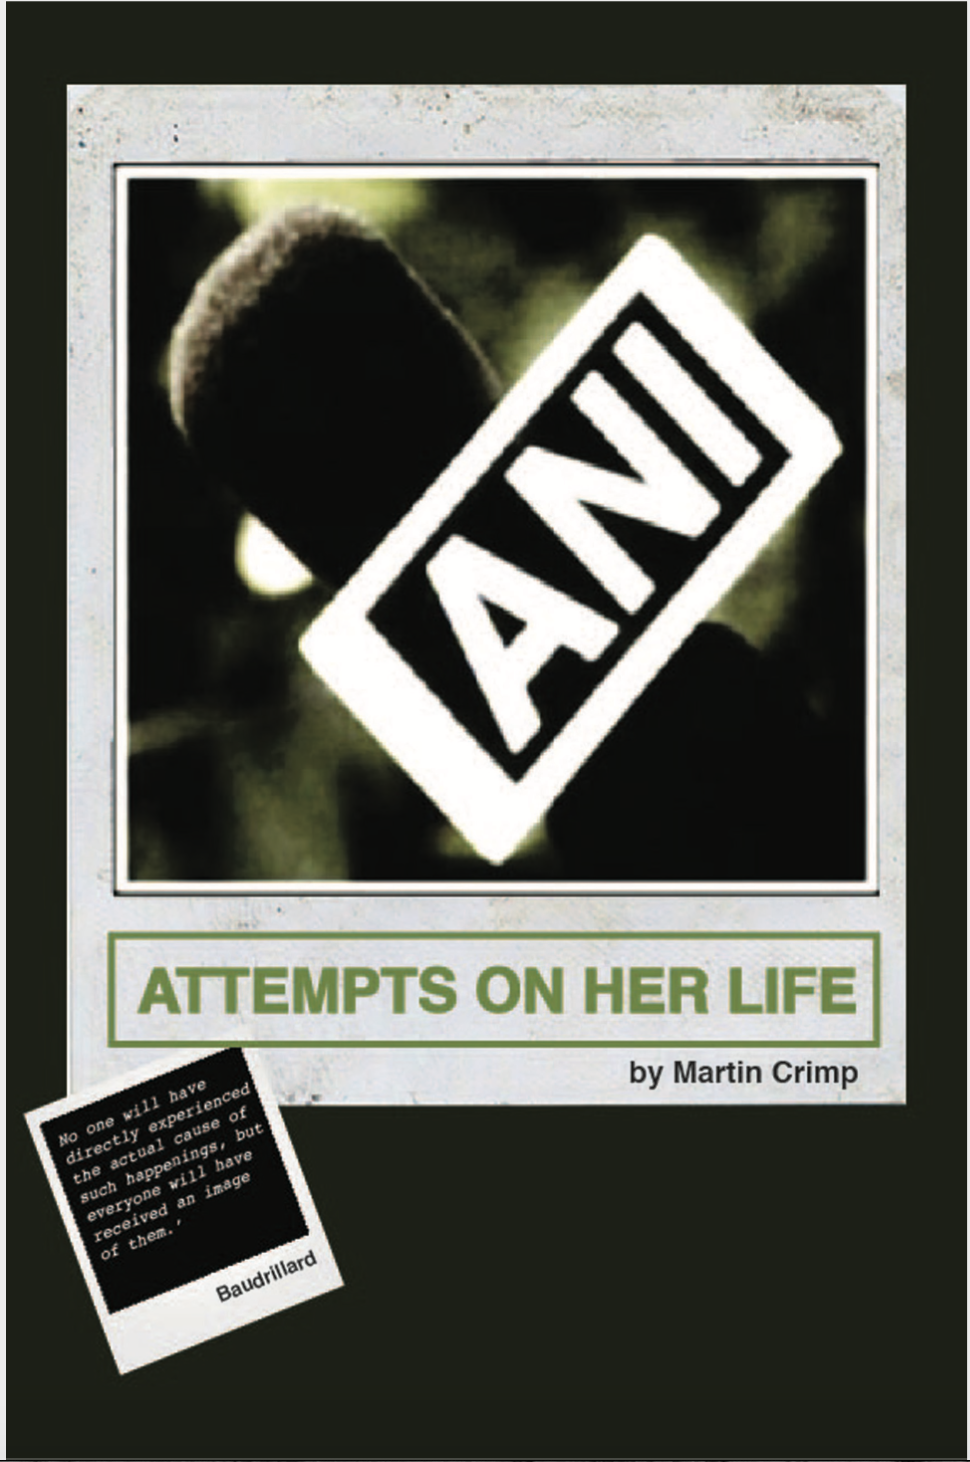 ANI
ATTEMPTS ON HER LIFE
by Martin Crimp
No one will have
directly experienced
the actual cause of
such happenings, but
everyone will have
received an image
of them.'
Baudrillard